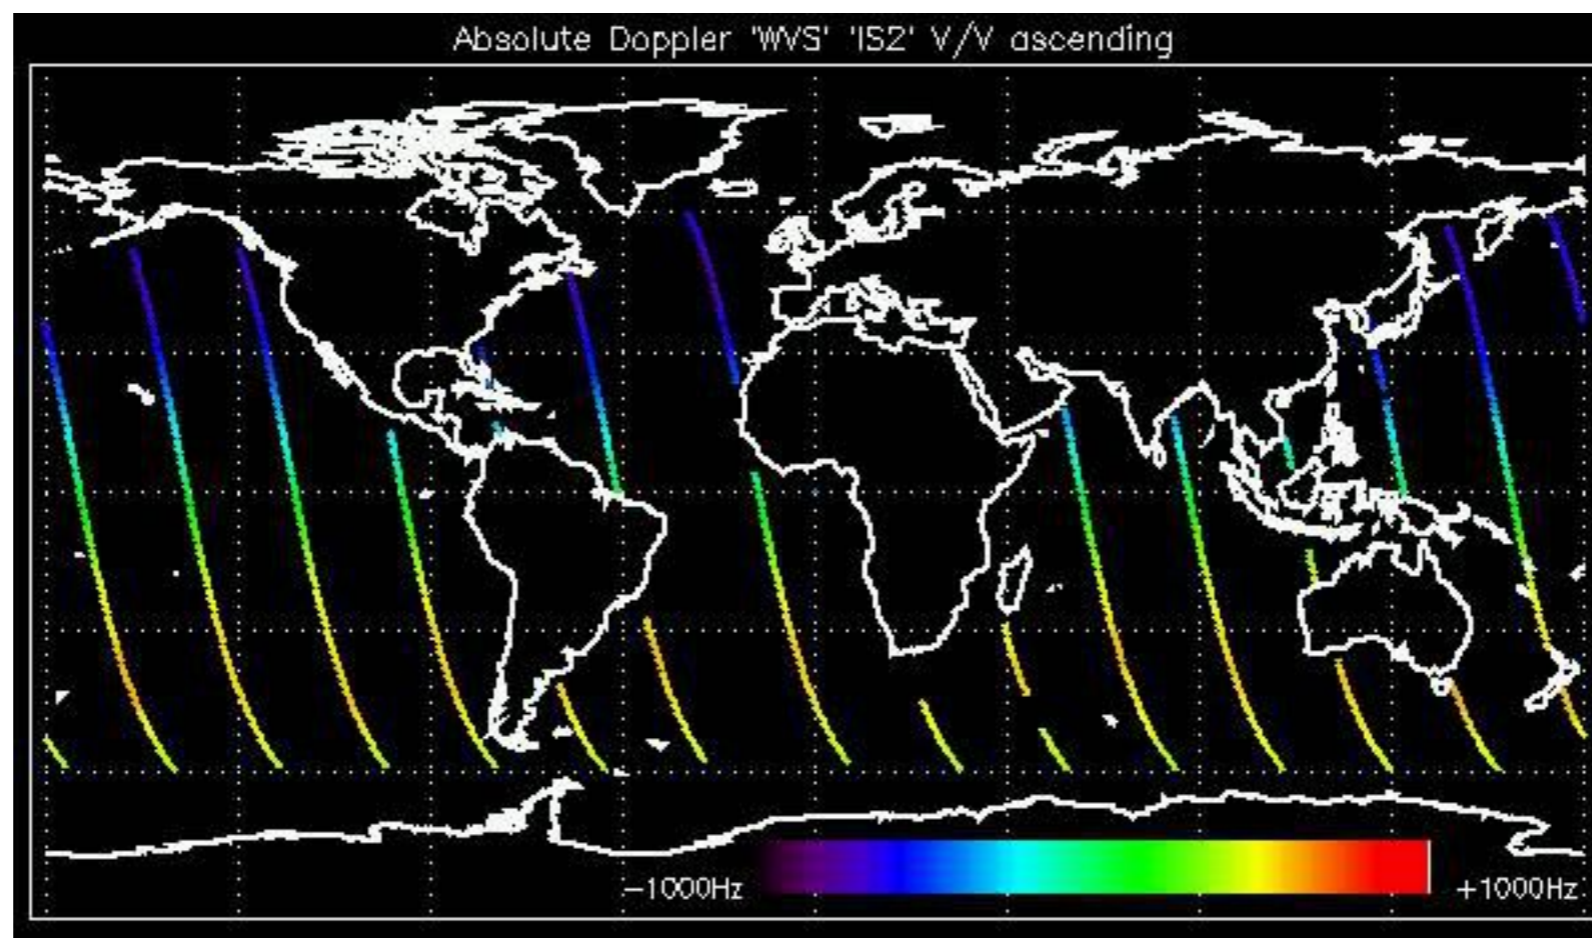 Absolute Doppler 'WVS' 'IS2' V/V ascending
−1000Hz
+1000Hz